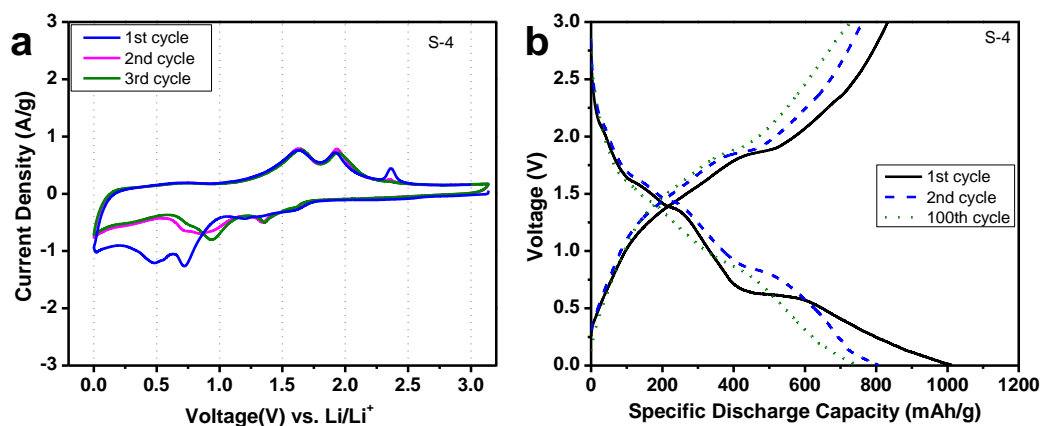 a
S-4
1st cycle
2nd cycle
3rd cycle
Current Density (A/g)
3
2
1
0
-1
-2
-3
0.0 0.5 1.0 1.5 2.0 2.5 3.0
Voltage(V) vs. Li/Li⁺
b
S-4
1st cycle
2nd cycle
100th cycle
Voltage (V)
3.0
2.5
2.0
1.5
1.0
0.5
0.0
0 200 400 600 800 1000 1200
Specific Discharge Capacity (mAh/g)